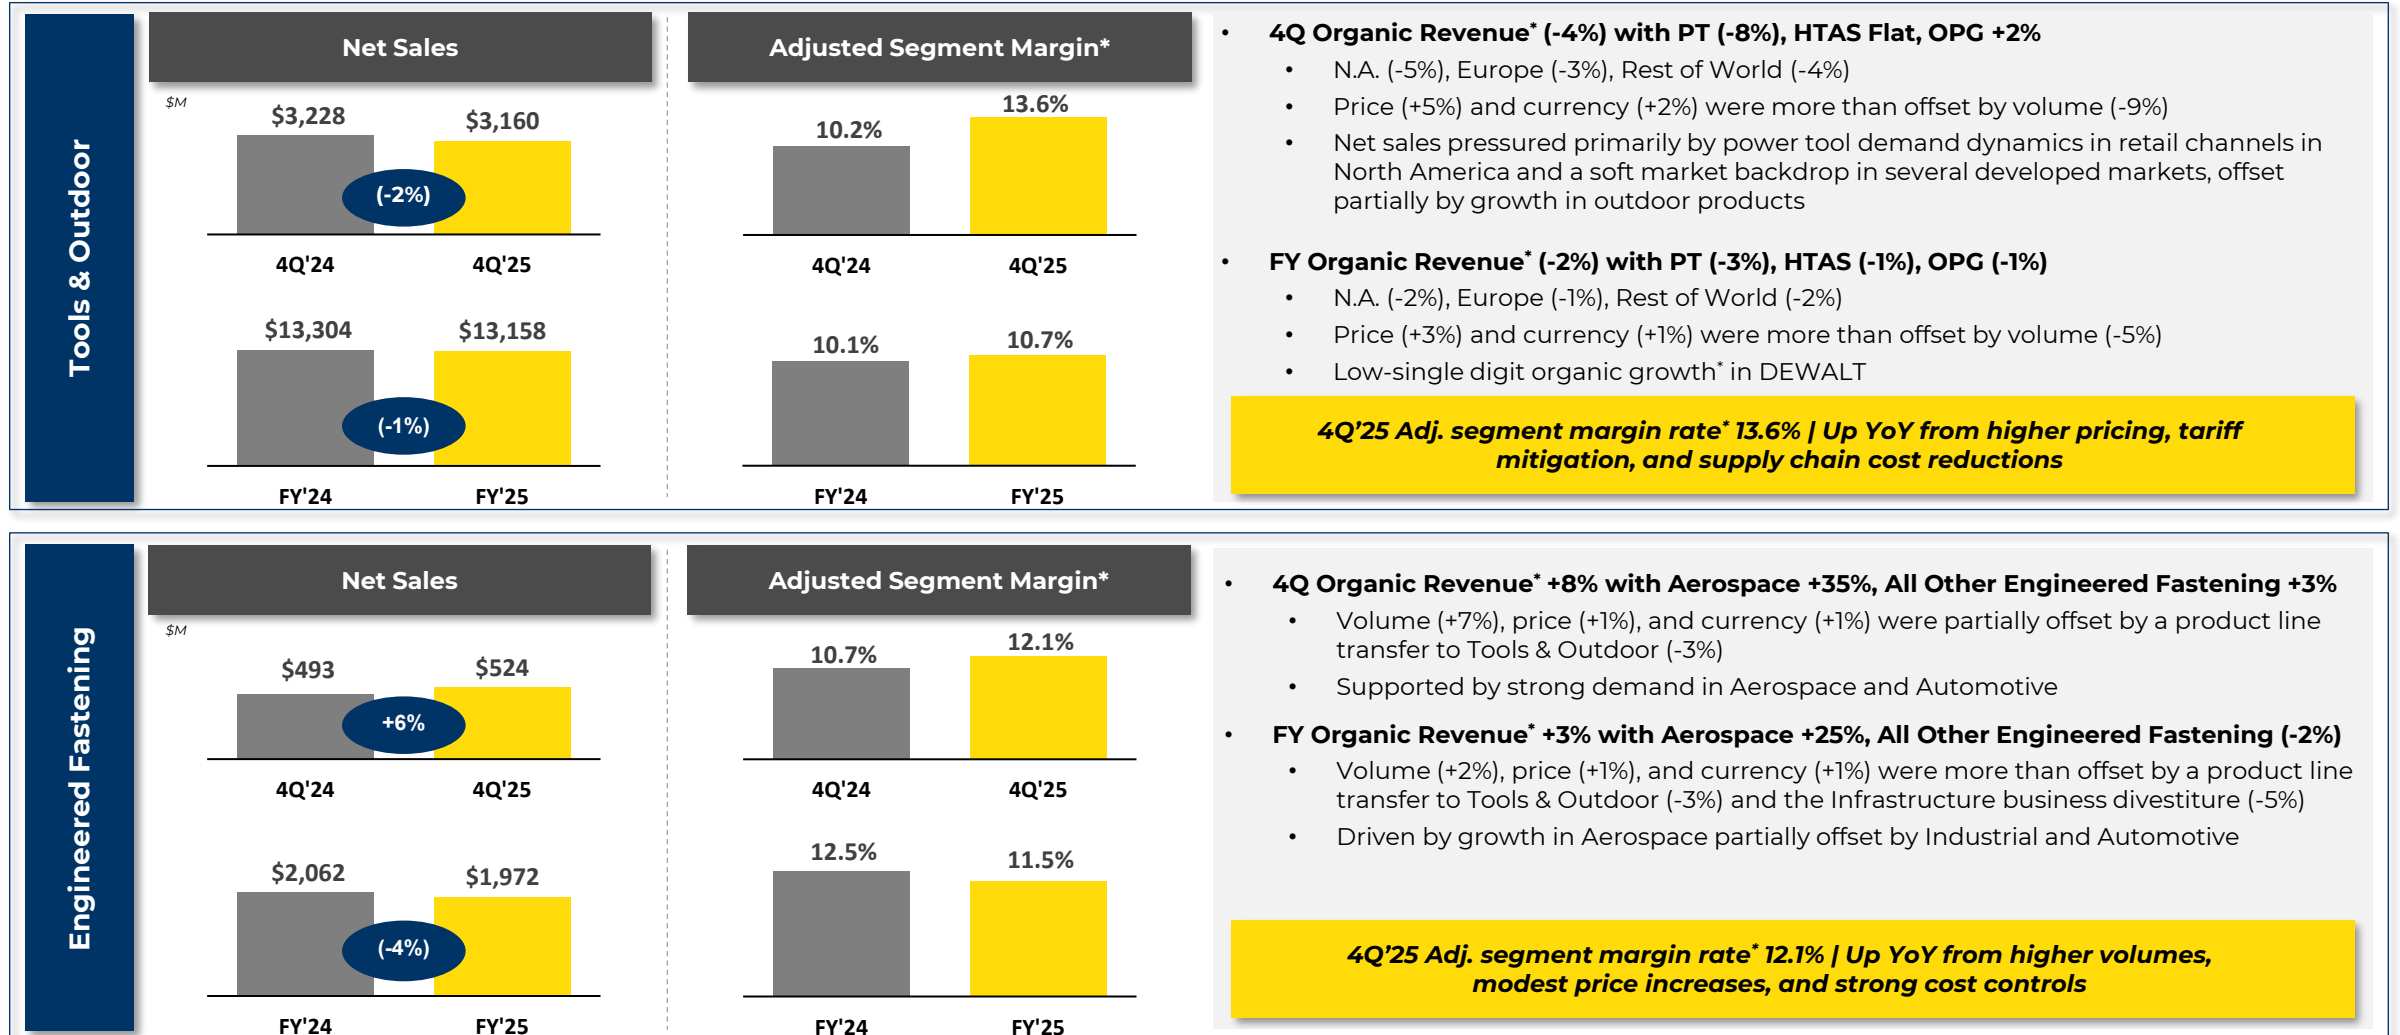 Tools & Outdoor
Net Sales
$M
$3,228
$3,160
(-2%)
4Q'24
4Q'25
$13,304
$13,158
(-1%)
FY'24
FY'25
Adjusted Segment Margin*
10.2%
13.6%
4Q'24
4Q'25
10.1%
10.7%
FY'24
FY'25
• 4Q Organic Revenue* (-4%) with PT (-8%), HTAS Flat, OPG +2%
• N.A. (-5%), Europe (-3%), Rest of World (-4%)
• Price (+5%) and currency (+2%) were more than offset by volume (-9%)
• Net sales pressured primarily by power tool demand dynamics in retail channels in
North America and a soft market backdrop in several developed markets, offset
partially by growth in outdoor products
• FY Organic Revenue* (-2%) with PT (-3%), HTAS (-1%), OPG (-1%)
• N.A. (-2%), Europe (-1%), Rest of World (-2%)
• Price (+3%) and currency (+1%) were more than offset by volume (-5%)
• Low-single digit organic growth* in DEWALT
4Q’25 Adj. segment margin rate* 13.6% | Up YoY from higher pricing, tariff
mitigation, and supply chain cost reductions
Engineered Fastening
Net Sales
$M
$493
$524
+6%
4Q'24
4Q'25
$2,062
$1,972
(-4%)
FY'24
FY'25
Adjusted Segment Margin*
10.7%
12.1%
4Q'24
4Q'25
12.5%
11.5%
FY'24
FY'25
• 4Q Organic Revenue* +8% with Aerospace +35%, All Other Engineered Fastening +3%
• Volume (+7%), price (+1%), and currency (+1%) were partially offset by a product line
transfer to Tools & Outdoor (-3%)
• Supported by strong demand in Aerospace and Automotive
• FY Organic Revenue* +3% with Aerospace +25%, All Other Engineered Fastening (-2%)
• Volume (+2%), price (+1%), and currency (+1%) were more than offset by a product line
transfer to Tools & Outdoor (-3%) and the Infrastructure business divestiture (-5%)
• Driven by growth in Aerospace partially offset by Industrial and Automotive
4Q’25 Adj. segment margin rate* 12.1% | Up YoY from higher volumes,
modest price increases, and strong cost controls